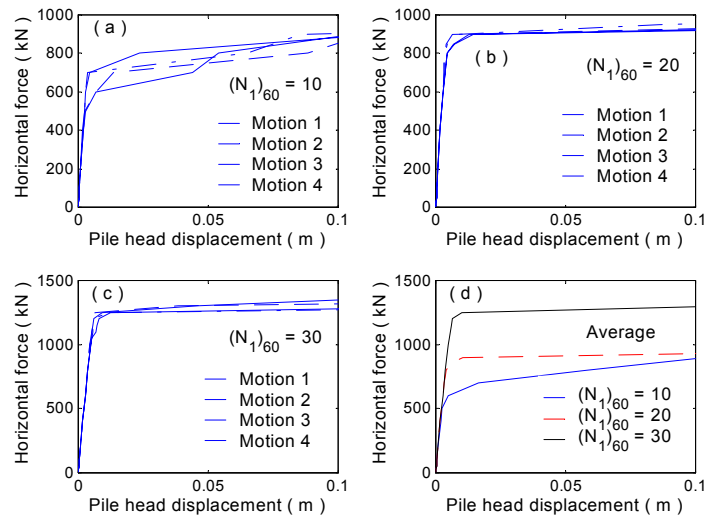 ( a )
Horizontal force ( kN )
1000
800
600
400
200
0
(N1)60 = 10
Motion 1
Motion 2
Motion 3
Motion 4
0
0.05
0.1
Pile head displacement ( m )
( b )
Horizontal force ( kN )
1000
800
600
400
200
0
(N1)60 = 20
Motion 1
Motion 2
Motion 3
Motion 4
0
0.05
0.1
Pile head displacement ( m )
( c )
Horizontal force ( kN )
1500
1000
500
0
(N1)60 = 30
Motion 1
Motion 2
Motion 3
Motion 4
0
0.05
0.1
Pile head displacement ( m )
( d )
Horizontal force ( kN )
1500
1000
500
0
Average
(N1)60 = 10
(N1)60 = 20
(N1)60 = 30
0
0.05
0.1
Pile head displacement ( m )